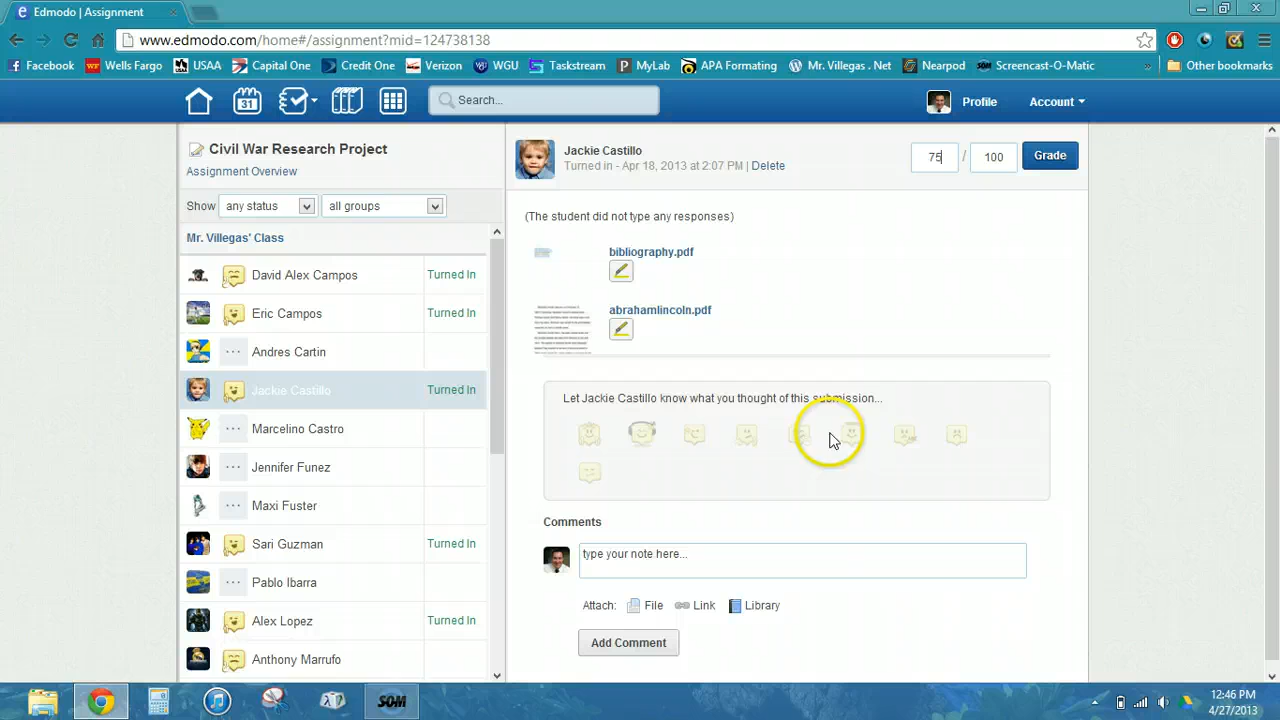 Edmodo | Assignment
www.edmodo.com/home#/assignment?mid=124738138
Facebook Wells Fargo USAA Capital One Credit One Verizon WGU Taskstream MyLab APA Formating Mr. Villegas . Net Nearpod Screencast-O-Matic » Other bookmarks
31 Search... Profile Account
Civil War Research Project
Assignment Overview
Show any status all groups
Mr. Villegas' Class
David Alex Campos Turned In
Eric Campos Turned In
Andres Carin
Jackie Castillo Turned In
Marcelino Castro
Jennifer Funez
Maxi Fuster
Sari Guzman Turned In
Pablo Ibarra
Alex Lopez Turned In
Anthony Marrufo
Jackie Castillo
Turned in - Apr 18, 2013 at 2:07 PM | Delete
75 / 100 Grade
(The student did not type any responses)
bibliography.pdf
abrahamlincoln.pdf
Let Jackie Castillo know what you thought of this submission...
Comments
type your note here...
Attach: File Link Library
Add Comment
SOM
12:46 PM
4/27/2013